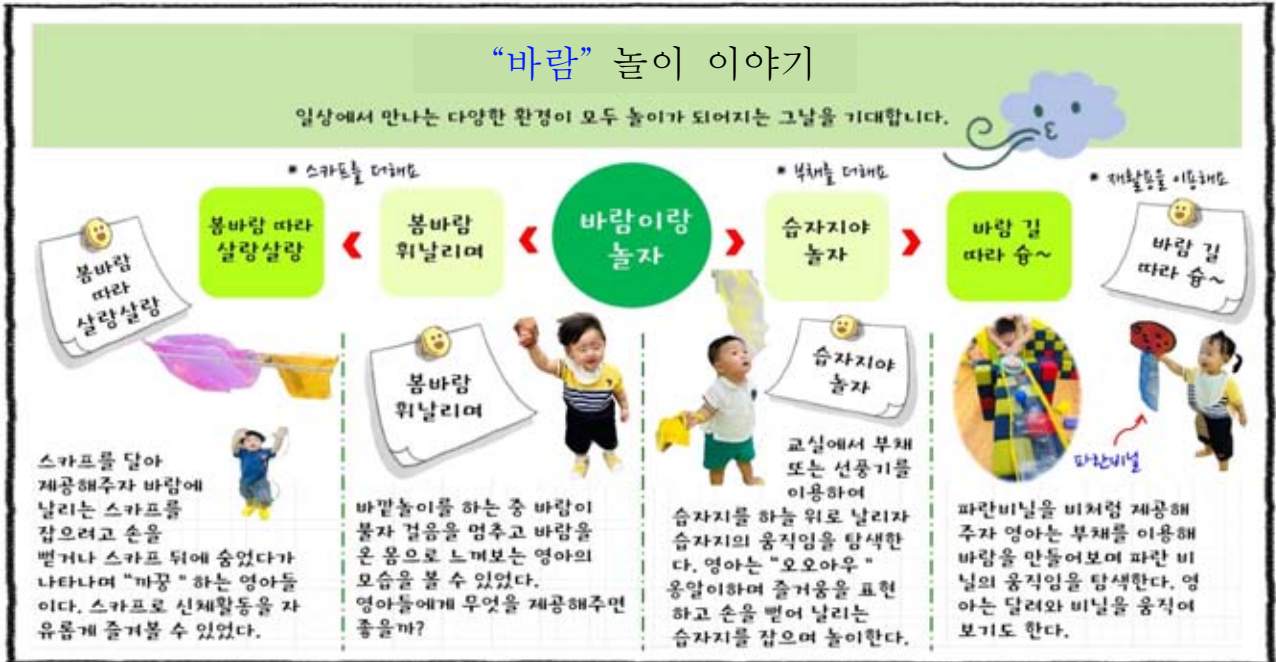 “바람” 놀이 이야기
일상에서 만나는 다양한 환경이 모두 놀이가 되어지는 그날을 기대합니다.
* 스카프를 더해요
* 부채를 더해요
* 재활용을 이용해요
봄바람
따라
살랑살랑
봄바람 따라
살랑살랑
봄바람
휘날리며
바람이랑
놀자
습자지야
놀자
바람 길
따라 슝~
바람 길
따라 슝~
스카프를 달아
제공해주자 바람에
날리는 스카프를
잡으려고 손을
뻗거나 스카프 뒤에 숨었다가
나타나며 “까꿍 “ 하는 영아들
이다. 스카프로 신체활동을 자
유롭게 즐겨볼 수 있었다.
봄바람
휘날리며
바깥놀이를 하는 중 바람이
불자 걸음을 멈추고 바람을
온 몸으로 느껴보는 영아의
모습을 볼 수 있었다.
영아들에게 무엇을 제공해주면
좋을까?
습자지야
놀자
교실에서 부채
또는 선풍기를
이용하여
습자지를 하늘 위로 날리자
습자지의 움직임을 탐색한
다. 영아는 “오오아우 “
옹알이하며 즐거움을 표현
하고 손을 뻗어 날리는
습자지를 잡으며 놀이한다.
파란비닐
파란비닐을 비처럼 제공해
주자 영아는 부채를 이용해
바람을 만들어보며 파란 비
닐의 움직임을 탐색한다. 영
아는 달려와 비닐을 움직여
보기도 한다.